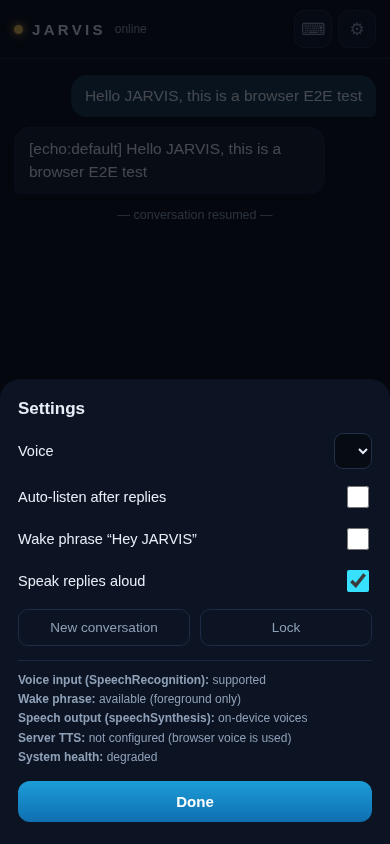 JARVIS online
Hello JARVIS, this is a browser E2E test
[echo:default] Hello JARVIS, this is a
browser E2E test
— conversation resumed —
Settings
Voice
Auto-listen after replies
Wake phrase “Hey JARVIS”
Speak replies aloud
New conversation
Lock
Voice input (SpeechRecognition): supported
Wake phrase: available (foreground only)
Speech output (speechSynthesis): on-device voices
Server TTS: not configured (browser voice is used)
System health: degraded
Done